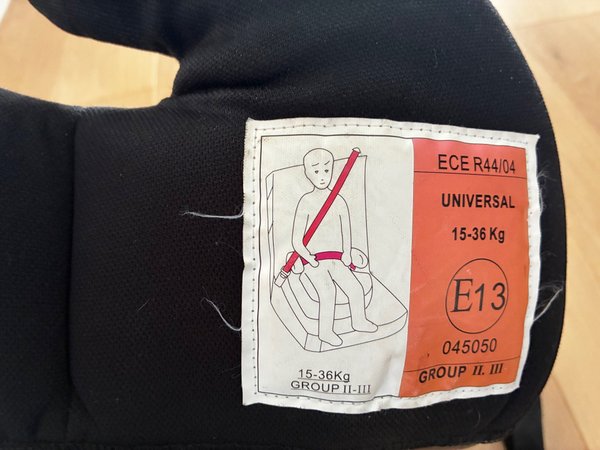 15-36Kg
GROUP II-III
ECE R44/04
UNIVERSAL
15-36 Kg
E13
045050
GROUP II. III